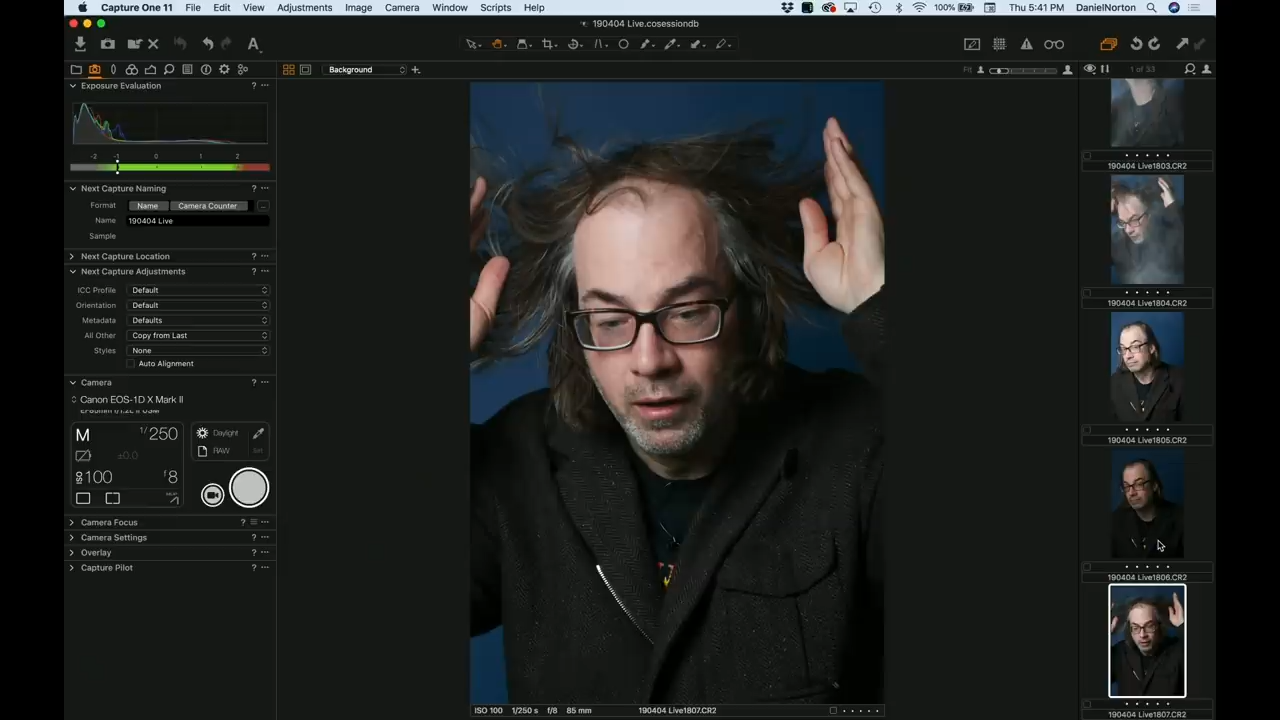 Capture One 11 File Edit View Adjustments Image Camera Window Scripts Help 100% Thu 5:41 PM DanielNorton
190404 Live.cosessiondb
A
Background
Fit
1 of 33
Exposure Evaluation ?
-2 -1 0 1 2
Next Capture Naming ?
Format Name Camera Counter
Name 190404 Live
Sample
Next Capture Location ?
Next Capture Adjustments ?
ICC Profile Default
Orientation Default
Metadata Defaults
All Other Copy from Last
Styles None
Auto Alignment
Camera ?
Canon EOS-1D X Mark II
M 1/250 Daylight
±0.0 RAW Set
ISO 100 f8
Camera Focus ?
Camera Settings ?
Overlay ?
Capture Pilot ?
190404 Live1803.CR2
190404 Live1804.CR2
190404 Live1805.CR2
190404 Live1806.CR2
190404 Live1807.CR2
ISO 100 1/250 s f/8 85 mm 190404 Live1807.CR2